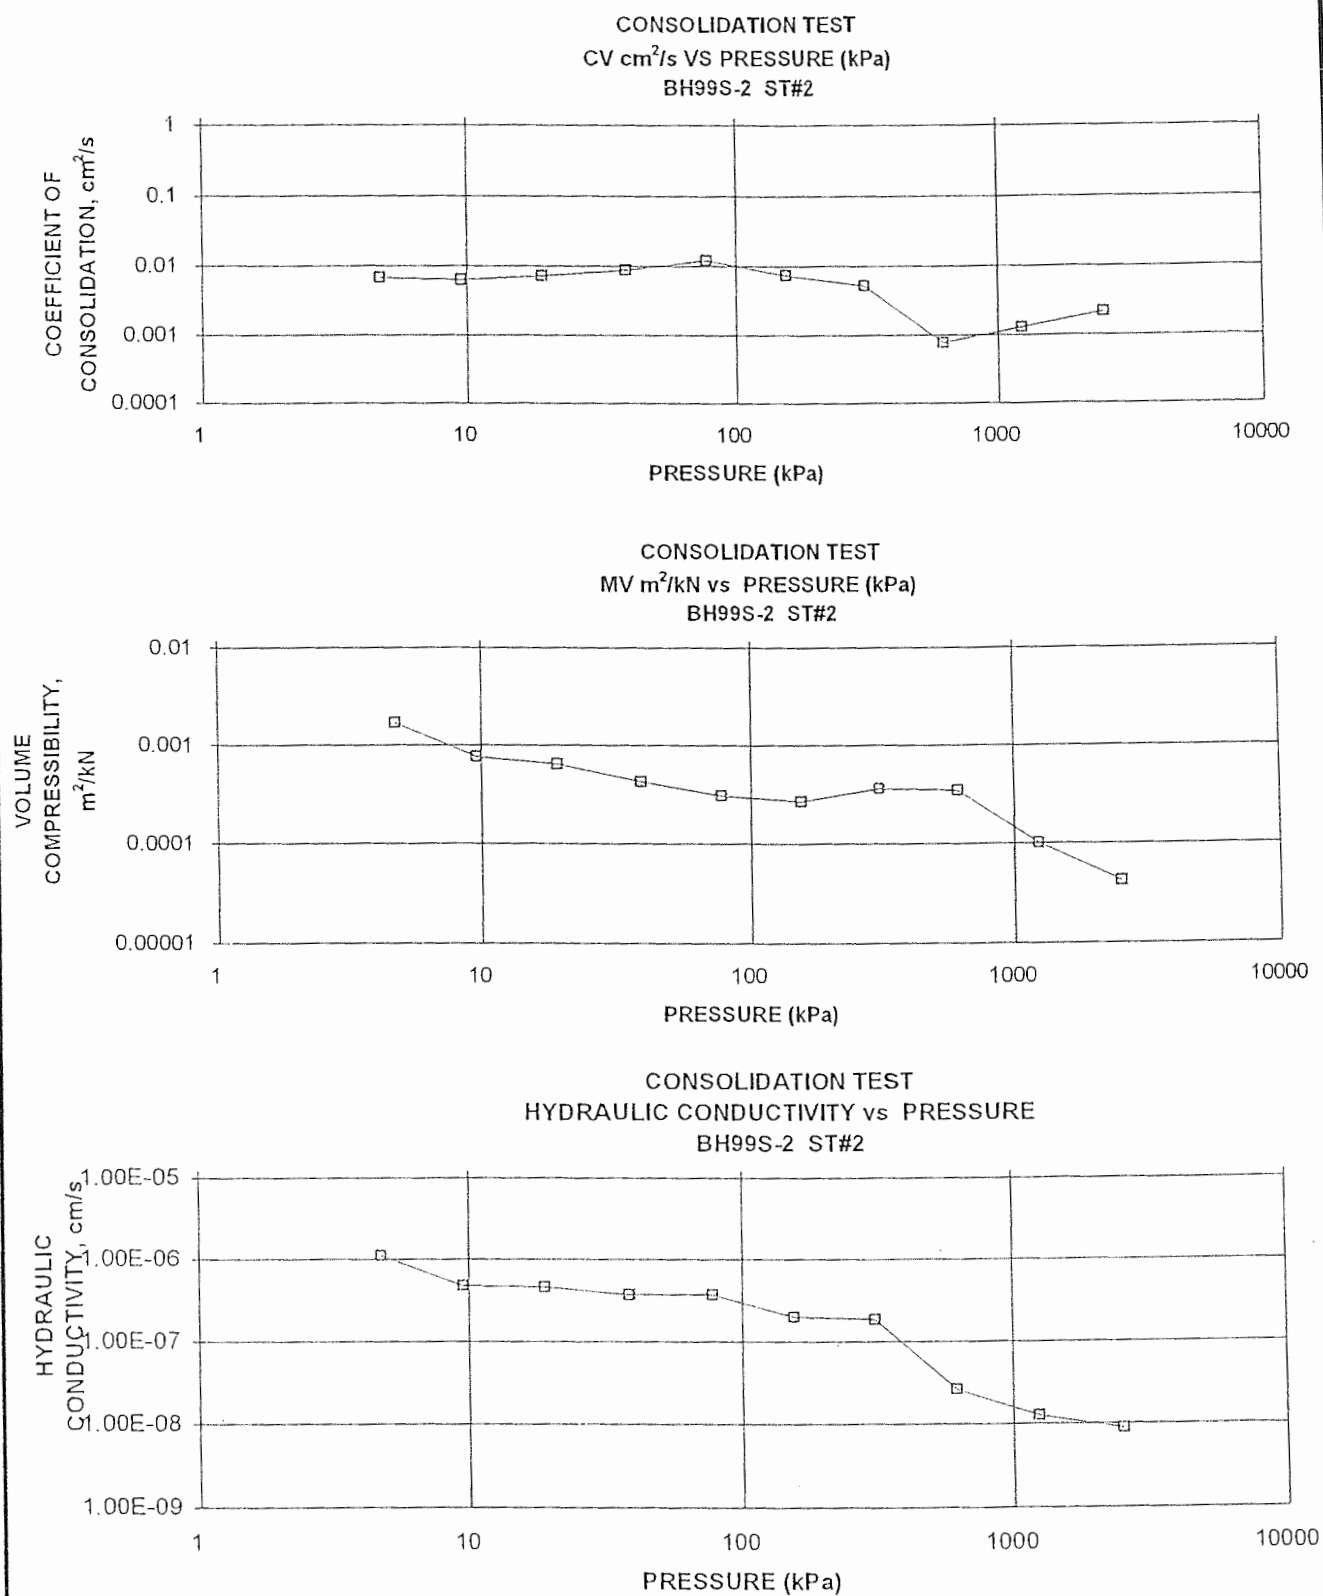 CONSOLIDATION TEST
CV cm²/s VS PRESSURE (kPa)
BH99S-2 ST#2
COEFFICIENT OF
CONSOLIDATION, cm²/s
1
0.1
0.01
0.001
0.0001
1 10 100 1000 10000
PRESSURE (kPa)
CONSOLIDATION TEST
MV m²/kN vs PRESSURE (kPa)
BH99S-2 ST#2
VOLUME
COMPRESSIBILITY,
m²/kN
0.01
0.001
0.0001
0.00001
1 10 100 1000 10000
PRESSURE (kPa)
CONSOLIDATION TEST
HYDRAULIC CONDUCTIVITY vs PRESSURE
BH99S-2 ST#2
HYDRAULIC
CONDUCTIVITY, cm/s
1.00E-05
1.00E-06
1.00E-07
1.00E-08
1.00E-09
1 10 100 1000 10000
PRESSURE (kPa)